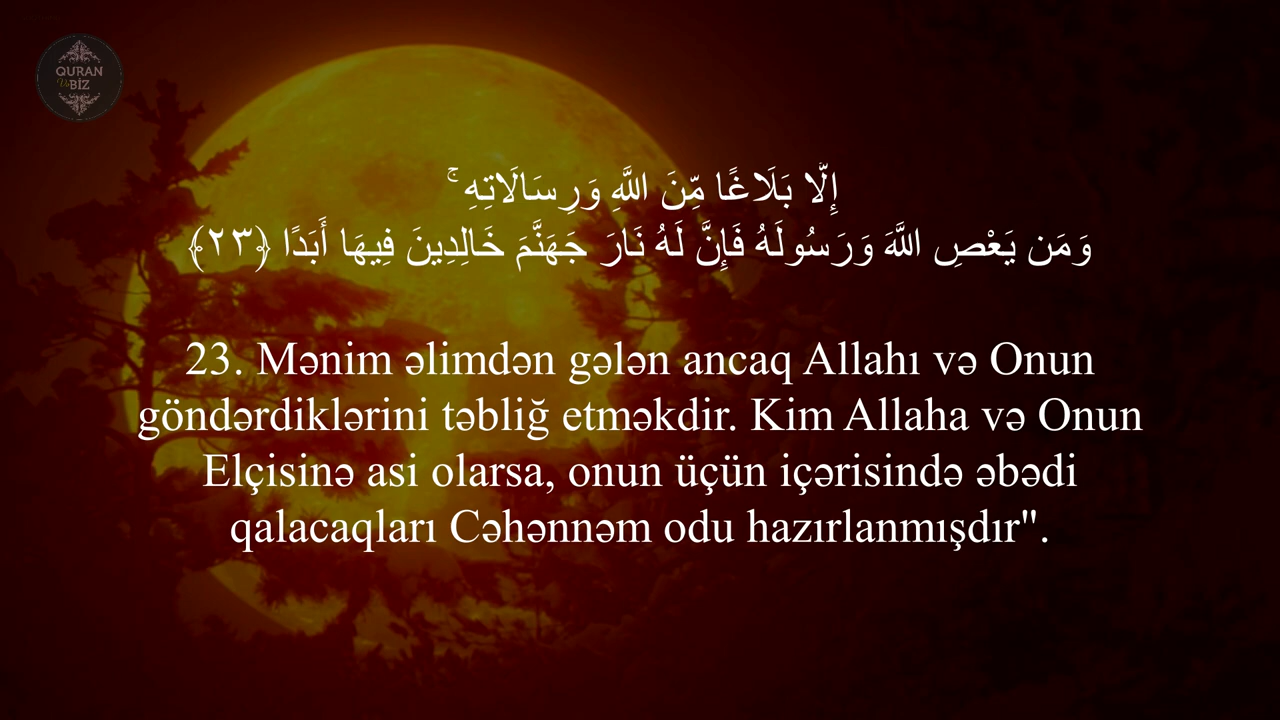 QURAN
Və BİZ
إِلَّا بَلَاغًا مِّنَ اللَّهِ وَرِسَالَاتِهِ ۚ
وَمَن يَعْصِ اللَّهَ وَرَسُولَهُ فَإِنَّ لَهُ نَارَ جَهَنَّمَ خَالِدِينَ فِيهَا أَبَدًا ﴿٢٣﴾
23. Mənim əlimdən gələn ancaq Allahı və Onun
göndərdiklərini təbliğ etməkdir. Kim Allaha və Onun
Elçisinə asi olarsa, onun üçün içərisində əbədi
qalacaqları Cəhənnəm odu hazırlanmışdır".